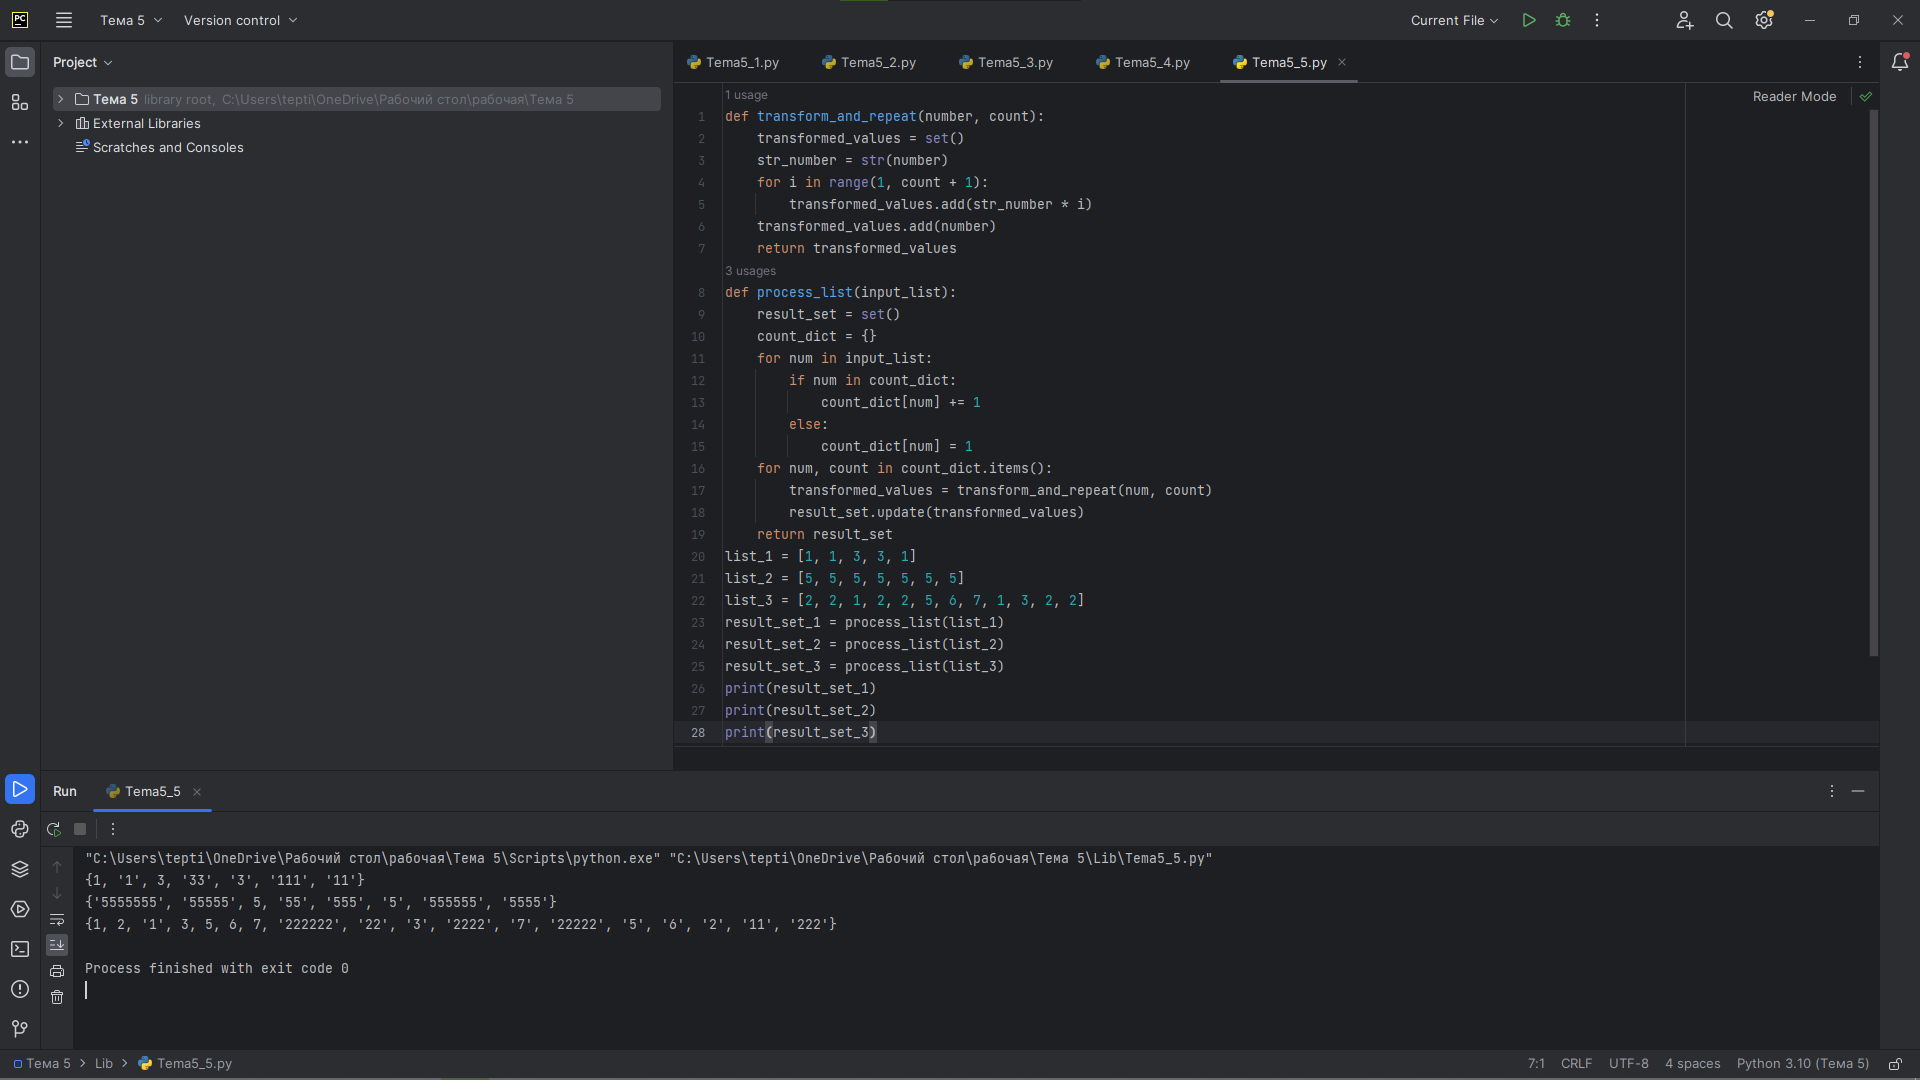 PC Тема 5 Version control Current File
Project
Тема 5 library root, C:\Users\tepti\OneDrive\Рабочий стол\рабочая\Тема 5
External Libraries
Scratches and Consoles
Tema5_1.py Tema5_2.py Tema5_3.py Tema5_4.py Tema5_5.py
Reader Mode
1 usage
1 def transform_and_repeat(number, count):
2     transformed_values = set()
3     str_number = str(number)
4     for i in range(1, count + 1):
5         transformed_values.add(str_number * i)
6     transformed_values.add(number)
7     return transformed_values
3 usages
8 def process_list(input_list):
9     result_set = set()
10     count_dict = {}
11     for num in input_list:
12         if num in count_dict:
13             count_dict[num] += 1
14         else:
15             count_dict[num] = 1
16     for num, count in count_dict.items():
17         transformed_values = transform_and_repeat(num, count)
18         result_set.update(transformed_values)
19     return result_set
20 list_1 = [1, 1, 3, 3, 1]
21 list_2 = [5, 5, 5, 5, 5, 5, 5]
22 list_3 = [2, 2, 1, 2, 2, 5, 6, 7, 1, 3, 2, 2]
23 result_set_1 = process_list(list_1)
24 result_set_2 = process_list(list_2)
25 result_set_3 = process_list(list_3)
26 print(result_set_1)
27 print(result_set_2)
28 print(result_set_3)
Run Tema5_5
"C:\Users\tepti\OneDrive\Рабочий стол\рабочая\Тема 5\Scripts\python.exe" "C:\Users\tepti\OneDrive\Рабочий стол\рабочая\Тема 5\Lib\Tema5_5.py"
{1, '1', 3, '33', '3', '111', '11'}
{'5555555', '55555', 5, '55', '555', '5', '555555', '5555'}
{1, 2, '1', 3, 5, 6, 7, '222222', '22', '3', '2222', '7', '22222', '5', '6', '2', '11', '222'}
Process finished with exit code 0
Тема 5 > Lib > Tema5_5.py 7:1 CRLF UTF-8 4 spaces Python 3.10 (Тема 5)